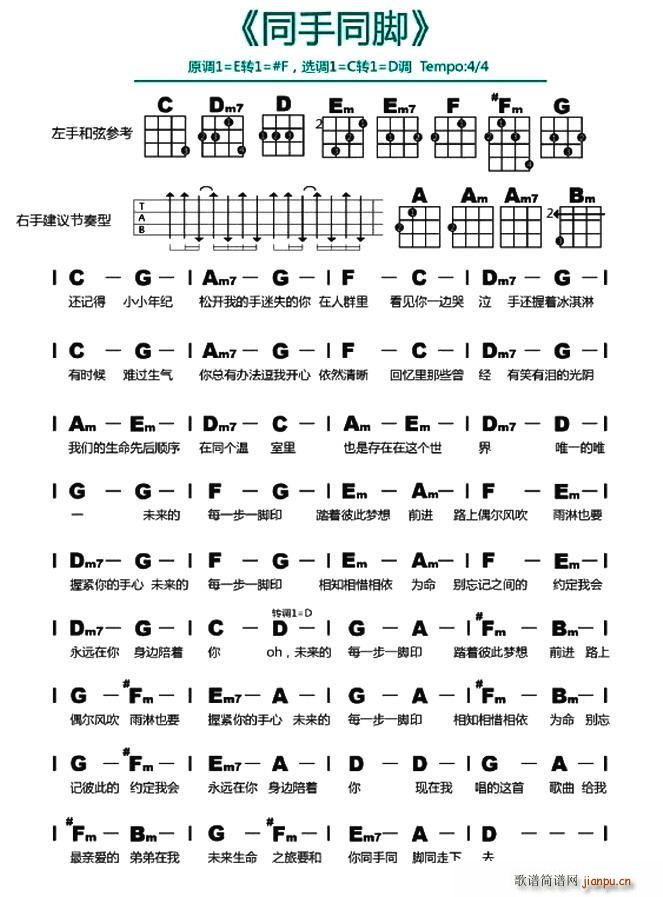 《同手同脚》
原调1=E转1=#F，选调1=C转1=D调 Tempo:4/4
左手和弦参考 C Dm7 D Em Em7 F #Fm G
右手建议节奏型 T A B A Am Am7 Bm
| C – G – | Am7 – G – | F – C – | Dm7 – G – |
还记得 小小年纪 松开我的手迷失的你 在人群里 看见你一边哭 泣 手还握着冰淇淋
| C – G – | Am7 – G – | F – C – | Dm7 – G – |
有时候 难过生气 你总有办法逗我开心 依然清晰 回忆里那些曾 经 有笑有泪的光阴
| Am – Em – | Dm7 – C – | Am – Em – | Dm7 – D – |
我们的生命先后顺序 在同个温 室里 也是存在在这个世 界 唯一的唯
| G – G – | F – G – | Em – Am – | F – Em – |
一 未来的 每一步一脚印 踏着彼此梦想 前进 路上偶尔风吹 雨淋也要
| Dm7 – G – | F – G – | Em – Am – | F – G – |
握紧你的手心 未来的 每一步一脚印 相知相惜相依 为命 别忘记之间的 约定我会
转调1=D
| Dm7 – G – | C – D – | G – A – | #Fm – Bm – |
永远在你 身边陪着 你 oh，未来的 每一步一脚印 踏着彼此梦想 前进 路上
| G – #Fm – | Em7 – A – | G – A – | #Fm – Bm – |
偶尔风吹 雨淋也要 握紧你的手心 未来的 每一步一脚印 相知相惜相依 为命 别忘
| G – #Fm – | Em7 – A – | D – D – | G – A – |
记彼此的 约定我会 永远在你 身边陪着 你 现在我 唱的这首 歌曲 给我
| #Fm – Bm – | G – #Fm – | Em7 – A – | D – – – |
最亲爱的 弟弟在我 未来生命 之旅要和 你同手同 脚同走下 去
歌谱简谱网 jianpu.cn